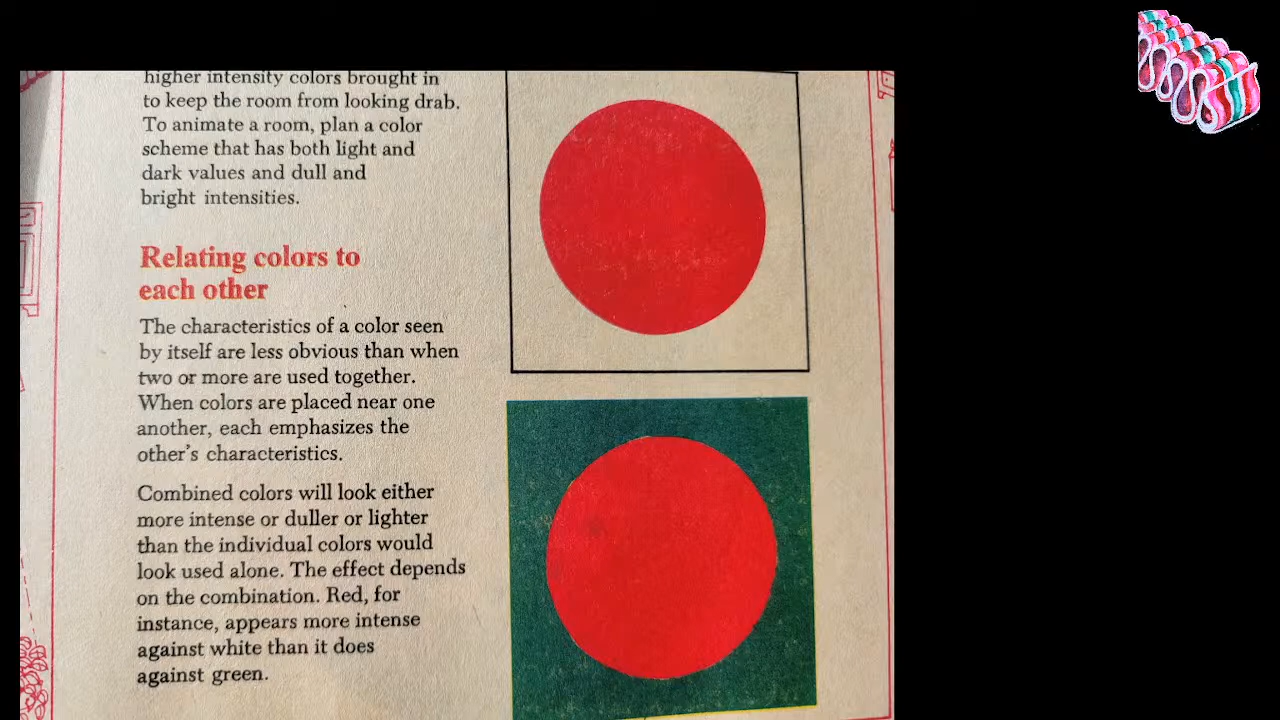 higher intensity colors brought in
to keep the room from looking drab.
To animate a room, plan a color
scheme that has both light and
dark values and dull and
bright intensities.
Relating colors to
each other
The characteristics of a color seen
by itself are less obvious than when
two or more are used together.
When colors are placed near one
another, each emphasizes the
other's characteristics.
Combined colors will look either
more intense or duller or lighter
than the individual colors would
look used alone. The effect depends
on the combination. Red, for
instance, appears more intense
against white than it does
against green.